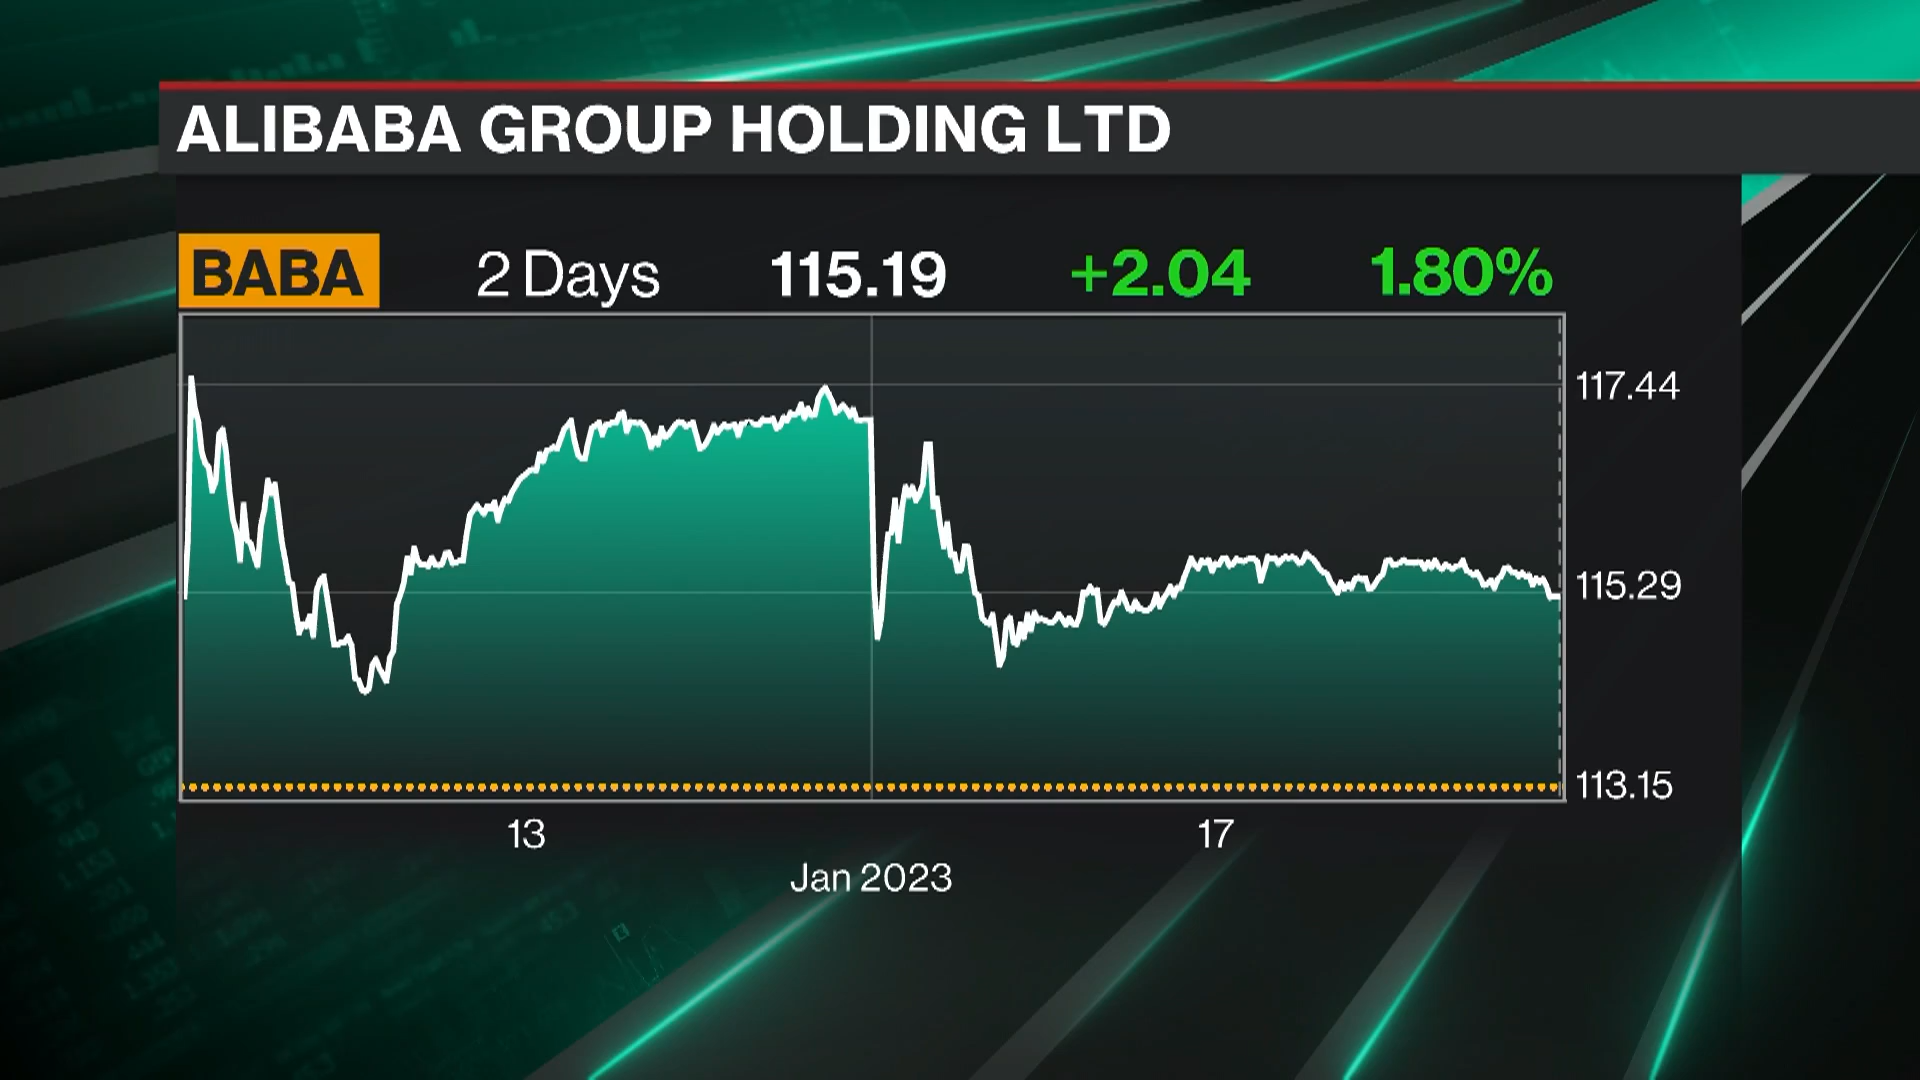 ALIBABA GROUP HOLDING LTD
BABA 2 Days 115.19 +2.04 1.80%
117.44
115.29
113.15
13 17
Jan 2023